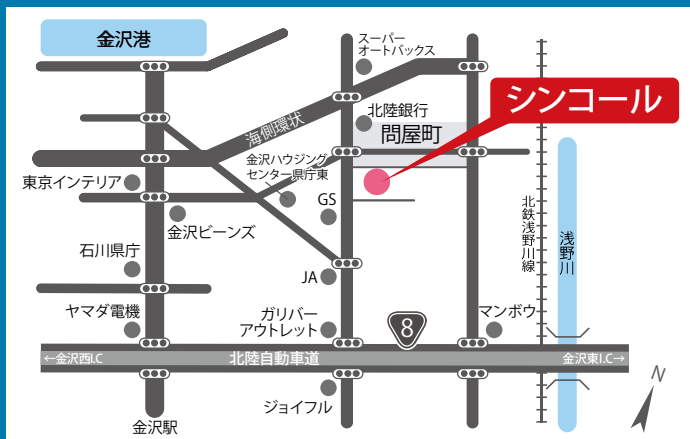 金沢港
スーパー
オートバックス
シンコール
北陸銀行
問屋町
海側環状
金沢ハウジング
センター県庁東
東京インテリア
GS
金沢ビーンズ
北鉄浅野川線
浅野川
石川県庁
JA
ヤマダ電機
ガリバー
アウトレット
8
マンボウ
←金沢西I.C
北陸自動車道
金沢東I.C→
N
ジョイフル
金沢駅